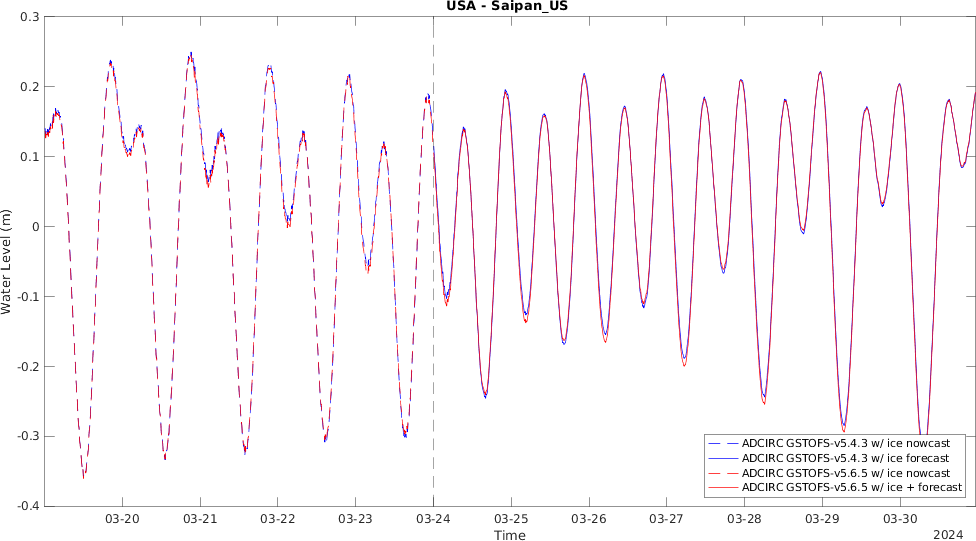 USA - Saipan_US
0.3
0.2
0.1
0
-0.1
-0.2
-0.3
-0.4
Water Level (m)
ADCIRC GSTOFS-v5.4.3 w/ ice nowcast
ADCIRC GSTOFS-v5.4.3 w/ ice forecast
ADCIRC GSTOFS-v5.6.5 w/ ice nowcast
ADCIRC GSTOFS-v5.6.5 w/ ice + forecast
03-20 03-21 03-22 03-23 03-24 03-25 03-26 03-27 03-28 03-29 03-30
Time
2024